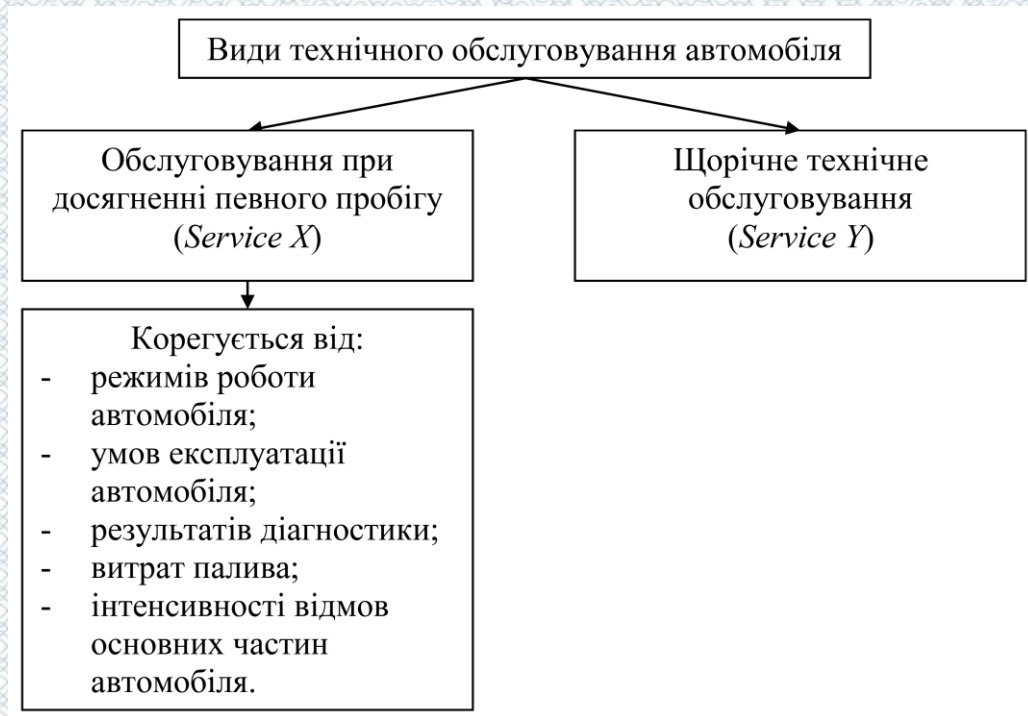 Види технічного обслуговування автомобіля
Обслуговування при
досягненні певного пробігу
(Service X)
Щорічне технічне
обслуговування
(Service Y)
Корегується від:
- режимів роботи
автомобіля;
- умов експлуатації
автомобіля;
- результатів діагностики;
- витрат палива;
- інтенсивності відмов
основних частин
автомобіля.